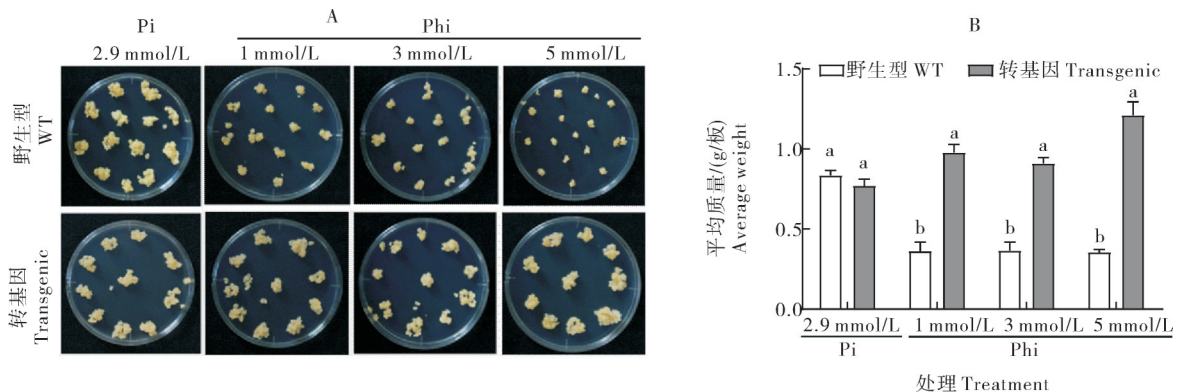 A
Pi
Phi
2.9 mmol/L
1 mmol/L
3 mmol/L
5 mmol/L
野生型
WT
转基因
Transgenic
B
野生型 WT
转基因 Transgenic
平均质量/(g/板)
Average weight
1.5
1.0
0.5
0.0
a
a
b
a
b
a
b
a
2.9 mmol/L
1 mmol/L
3 mmol/L
5 mmol/L
Pi
Phi
处理 Treatment